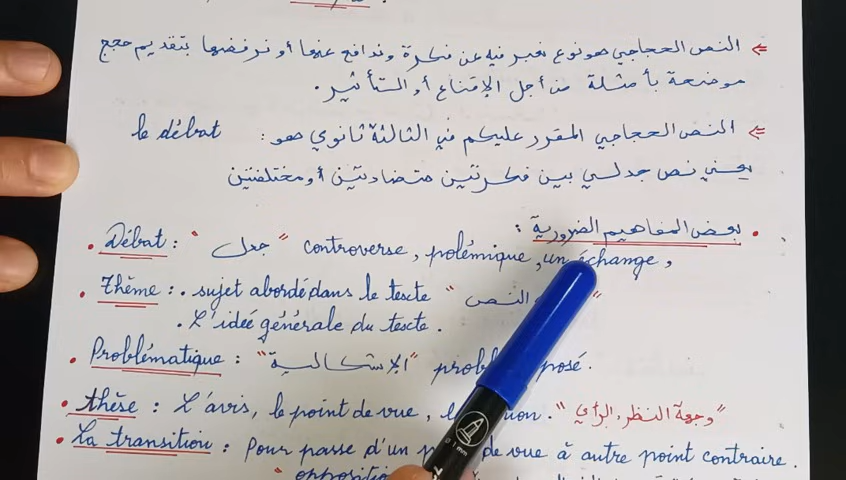 ⇐ النص الحجاجي هو نوع نعبر فيه عن فكرة وندافع عنها أو نرفضها بتقديم حجج
موضحة بأمثلة من أجل الإقناع أو التأثير.
⇐ النص الحجاجي المقرر عليكم في الثالثة ثانوي هو: le débat
يعني نص جدلي بين فكرتين متضادتين أو مختلفتين
• بعض المفاهيم الضرورية:
• Débat : "جدل" controverse, polémique, un échange,
• Thème : . sujet abordé dans le texte "النص"
. L'idée générale du texte.
• Problématique : "الإشكالية" posé.
• thèse : L'avis, le point de vue, "وجهة النظر، الرأي"
• La transition : Pour passe d'un de vue à autre point contraire.